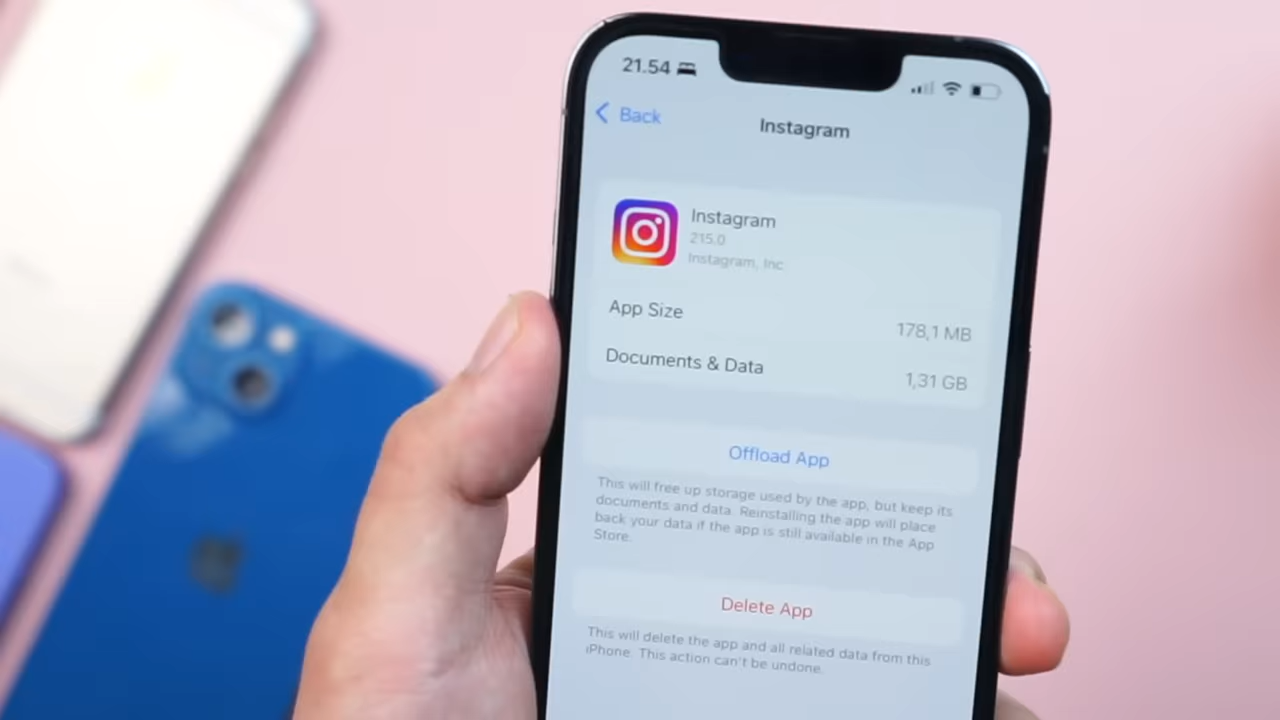 21.54
Back
Instagram
Instagram
215.0
Instagram, Inc
App Size
178,1 MB
Documents & Data
1,31 GB
Offload App
This will free up storage used by the app, but keep its
documents and data. Reinstalling the app will place
back your data if the app is still available in the App
Store.
Delete App
This will delete the app and all related data from this
iPhone. This action can't be undone.